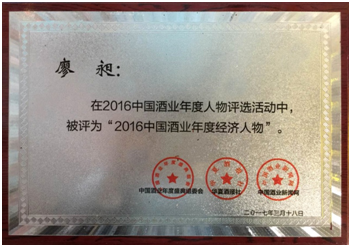 廖 昶：
在2016中国酒业年度人物评选活动中，
被评为“2016中国酒业年度经济人物”。
中国酒业年度盛典组委会 华夏酒报社 中国酒业新闻网
二〇一七年三月十八日